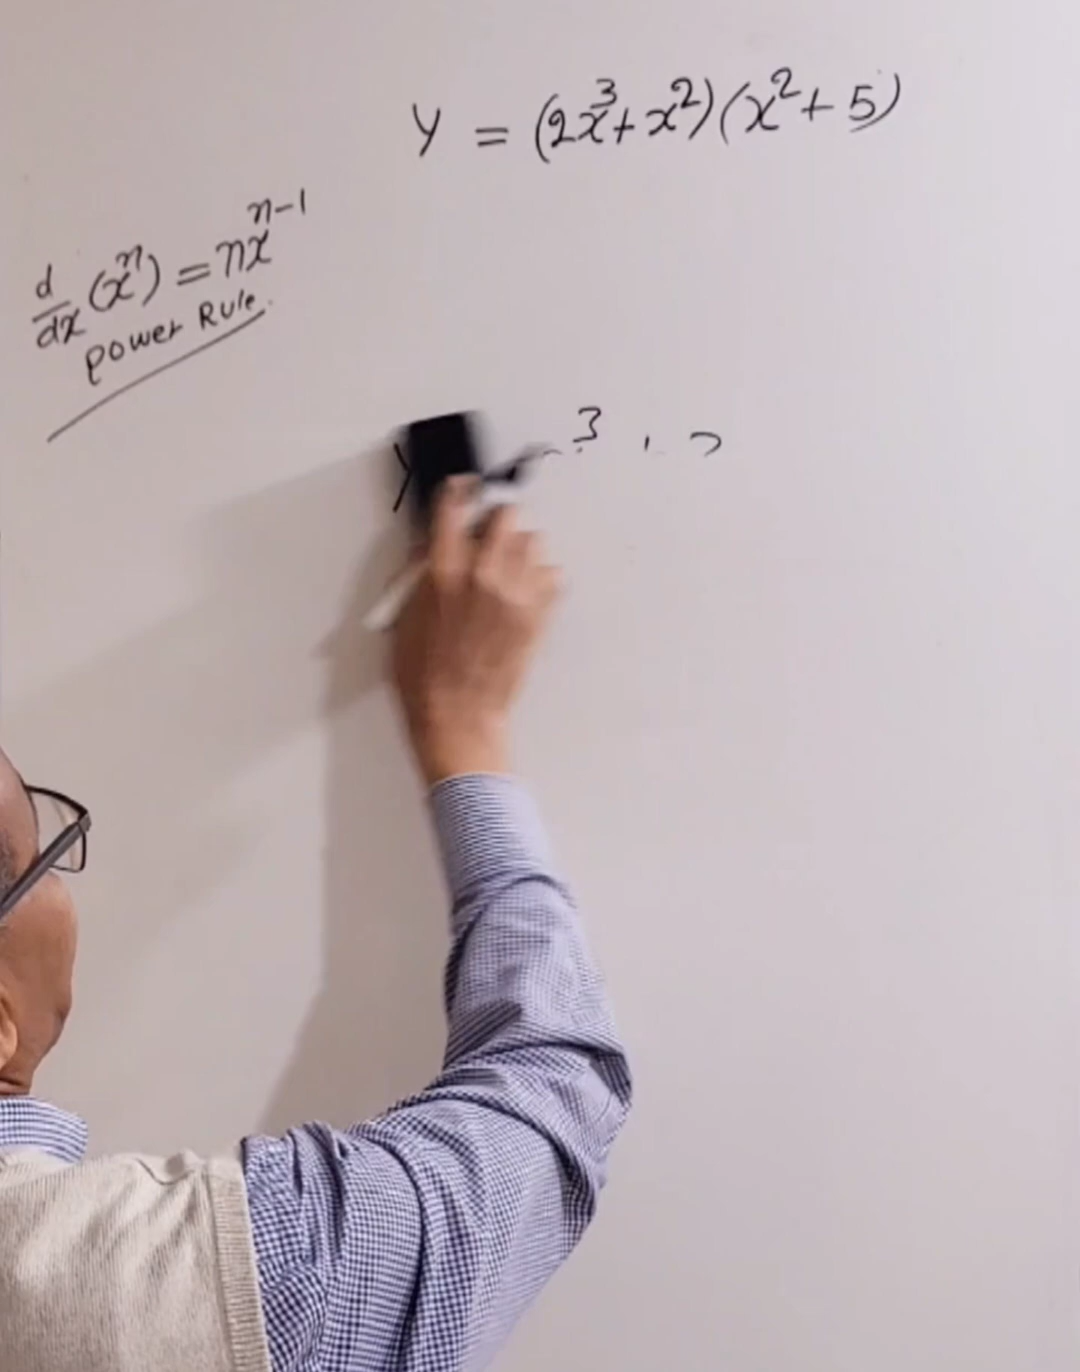 Y = (2x³+x²)(x²+5)
d/dx (xⁿ) = nxⁿ⁻¹
Power Rule.